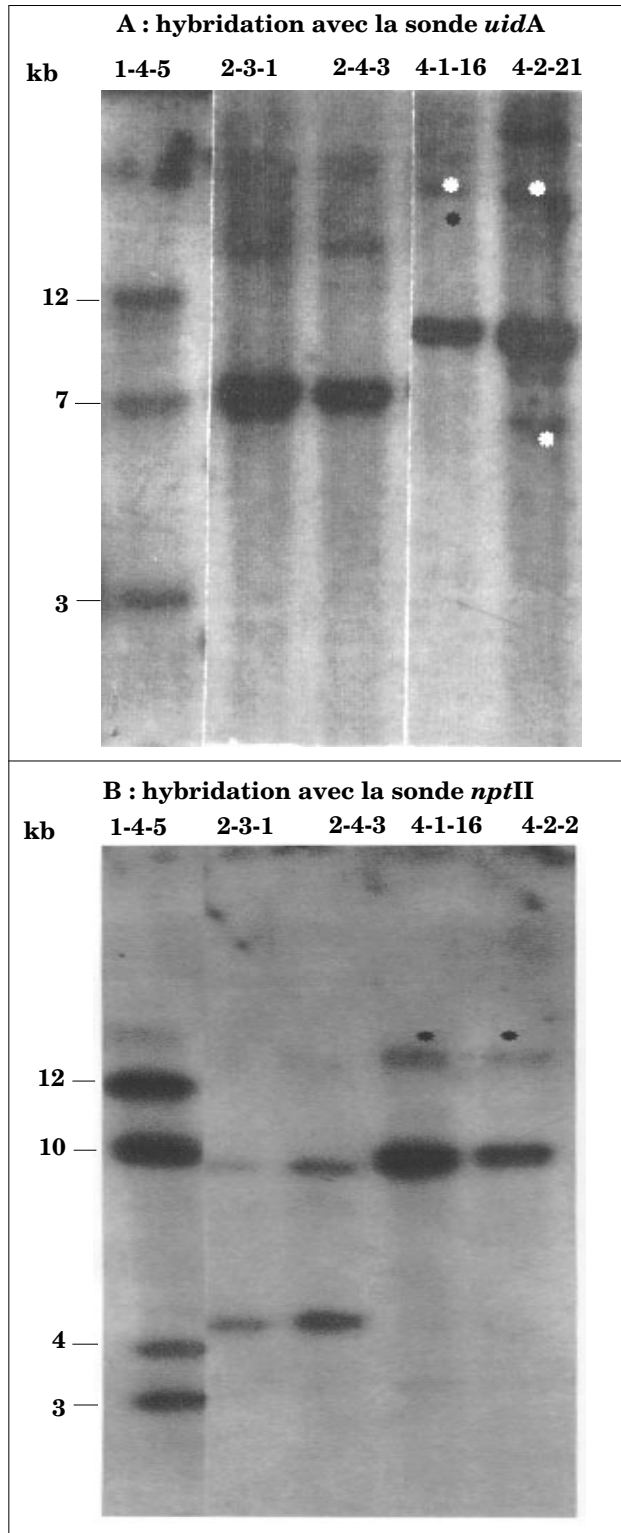 A : hybridation avec la sonde uidA
kb 1-4-5 2-3-1 2-4-3 4-1-16 4-2-21
12
7
3
B : hybridation avec la sonde nptII
kb 1-4-5 2-3-1 2-4-3 4-1-16 4-2-2
12
10
4
3